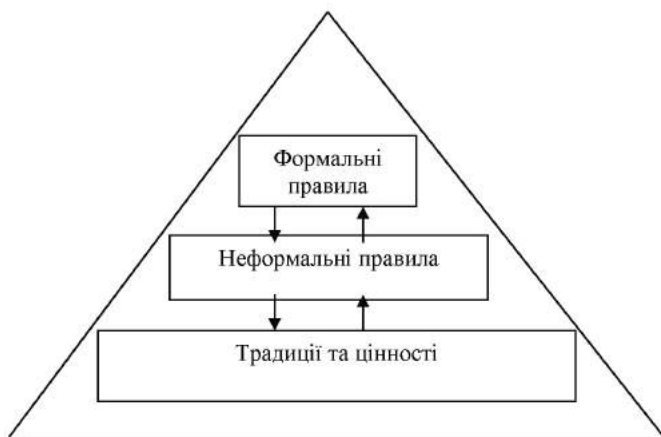 Формальні
правила
Неформальні правила
Традиції та цінності